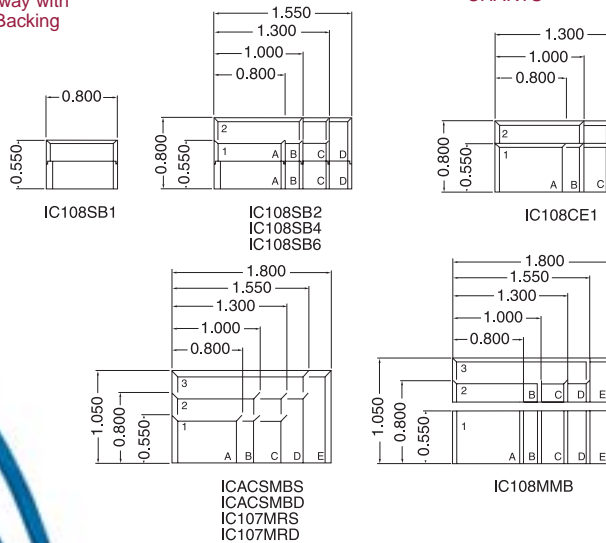 way with
Backing
CHARTS
0.800
0.550
IC108SB1
1.550
1.300
1.000
0.800
0.800
0.550
2
1
A B C D
A B C D
IC108SB2
IC108SB4
IC108SB6
1.300
1.000
0.800
0.800
0.550
2
1
A B C
IC108CE1
1.800
1.550
1.300
1.000
0.800
1.050
0.800
0.550
3
2
1
A B C D E
ICACSMBS
ICACSMBD
IC107MRS
IC107MRD
1.800
1.550
1.300
1.000
0.800
1.050
0.800
0.550
3
2
B C D E
1
A B C D E
IC108MMB